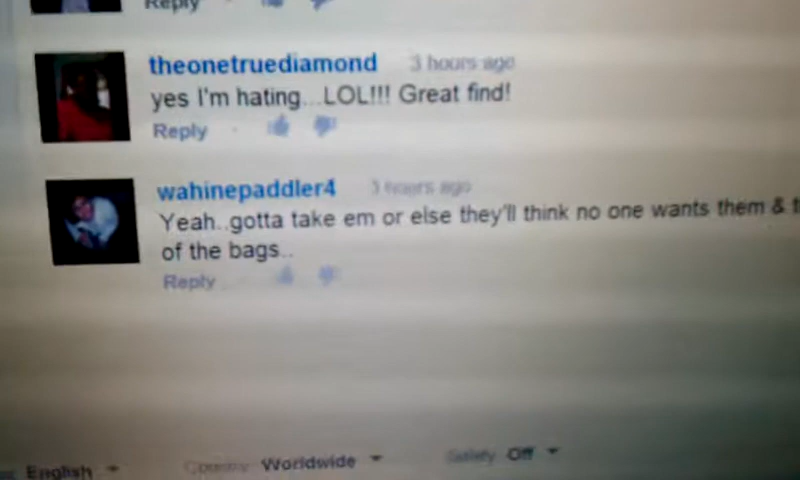 Reply
theonetruediamond 3 hours ago
yes I'm hating...LOL!!! Great find!
Reply
wahinepaddler4 3 hours ago
Yeah..gotta take em or else they'll think no one wants them & t
of the bags..
Reply
English Country: Worldwide Safety: Off